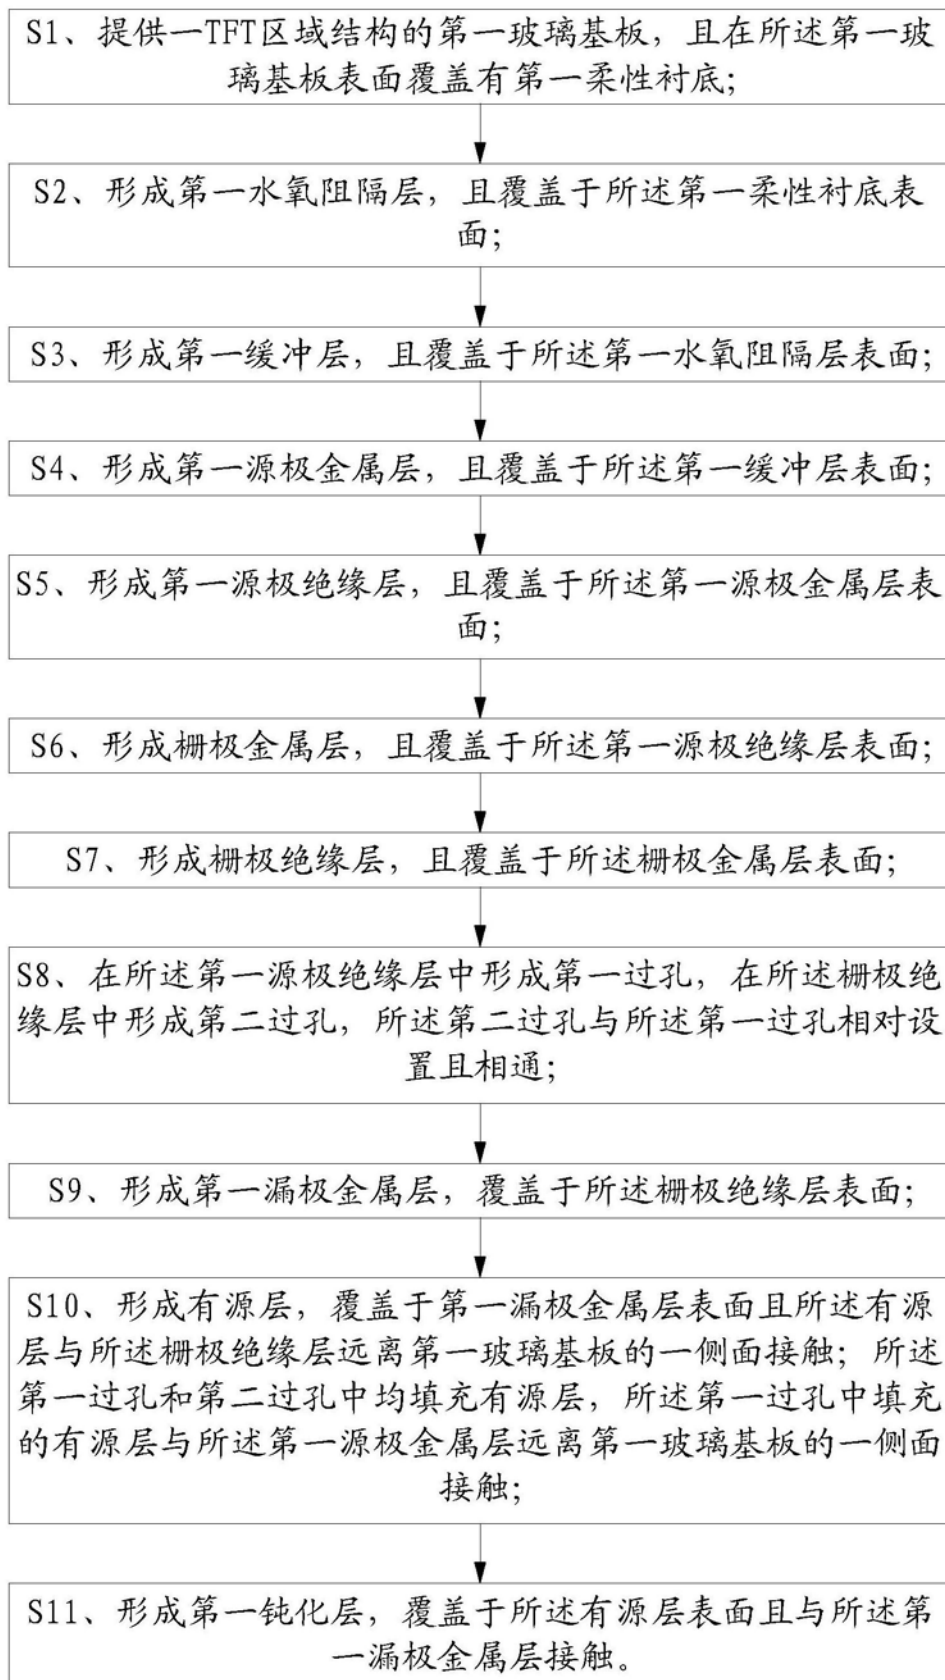 S1、提供一TFT区域结构的第一玻璃基板，且在所述第一玻
璃基板表面覆盖有第一柔性衬底；
S2、形成第一水氧阻隔层，且覆盖于所述第一柔性衬底表
面；
S3、形成第一缓冲层，且覆盖于所述第一水氧阻隔层表面；
S4、形成第一源极金属层，且覆盖于所述第一缓冲层表面；
S5、形成第一源极绝缘层，且覆盖于所述第一源极金属层表
面；
S6、形成栅极金属层，且覆盖于所述第一源极绝缘层表面；
S7、形成栅极绝缘层，且覆盖于所述栅极金属层表面；
S8、在所述第一源极绝缘层中形成第一过孔，在所述栅极绝
缘层中形成第二过孔，所述第二过孔与所述第一过孔相对设
置且相通；
S9、形成第一漏极金属层，覆盖于所述栅极绝缘层表面；
S10、形成有源层，覆盖于第一漏极金属层表面且所述有源
层与所述栅极绝缘层远离第一玻璃基板的一侧面接触；所述
第一过孔和第二过孔中均填充有源层，所述第一过孔中填充
的有源层与所述第一源极金属层远离第一玻璃基板的一侧面
接触；
S11、形成第一钝化层，覆盖于所述有源层表面且与所述第
一漏极金属层接触。